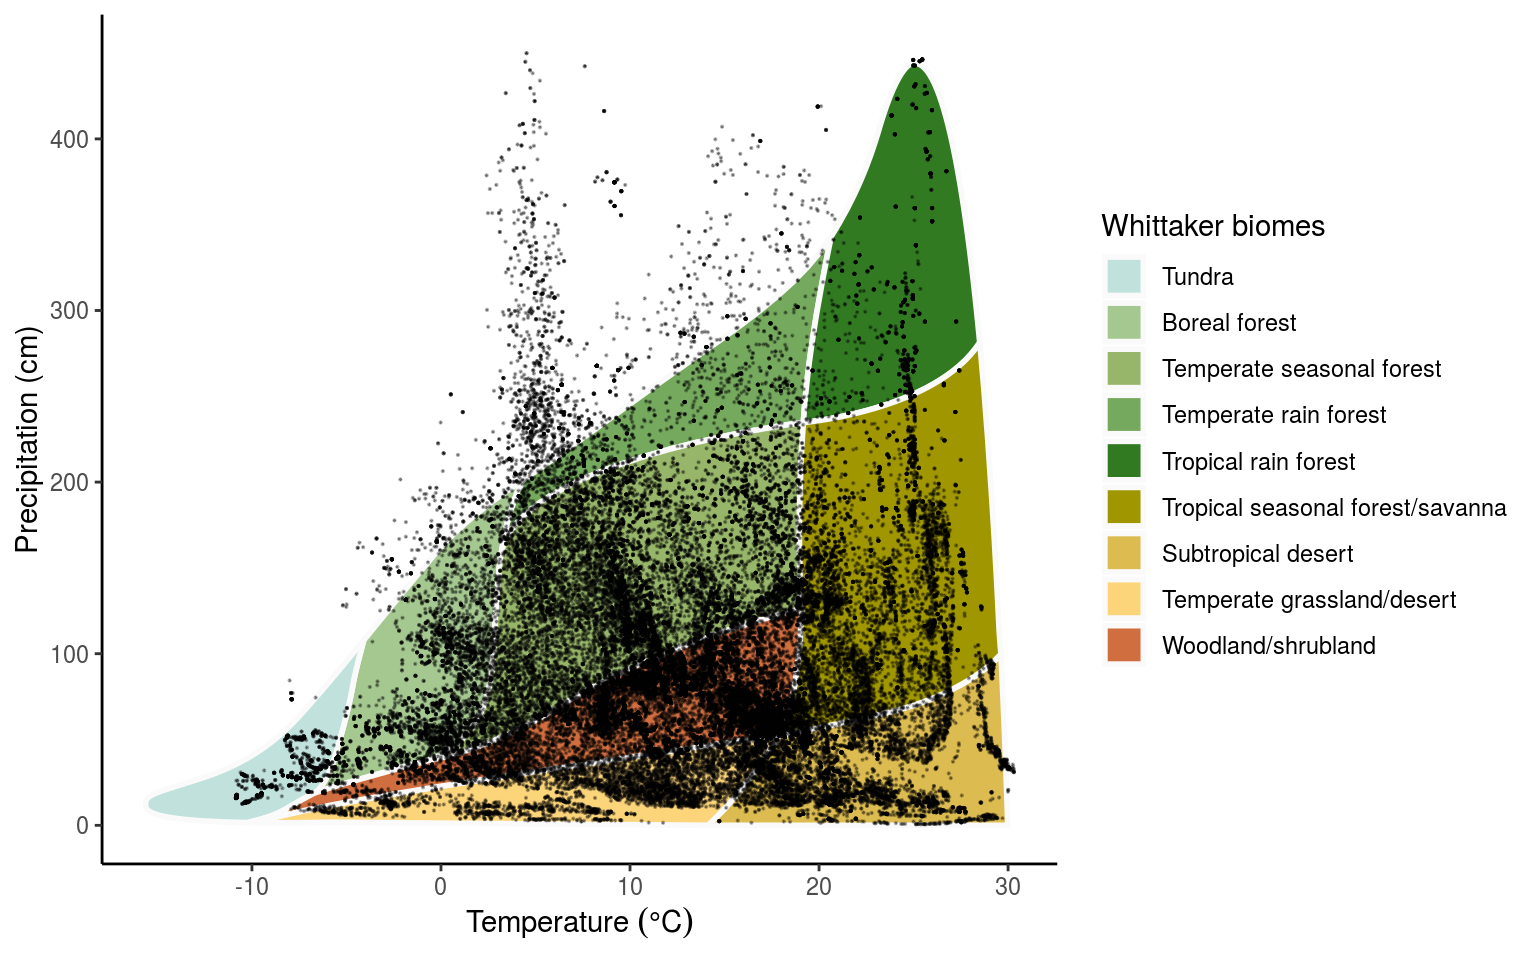 Precipitation (cm)
400
300
200
100
0
-10
0
10
20
30
Temperature (°C)
Whittaker biomes
Tundra
Boreal forest
Temperate seasonal forest
Temperate rain forest
Tropical rain forest
Tropical seasonal forest/savanna
Subtropical desert
Temperate grassland/desert
Woodland/shrubland